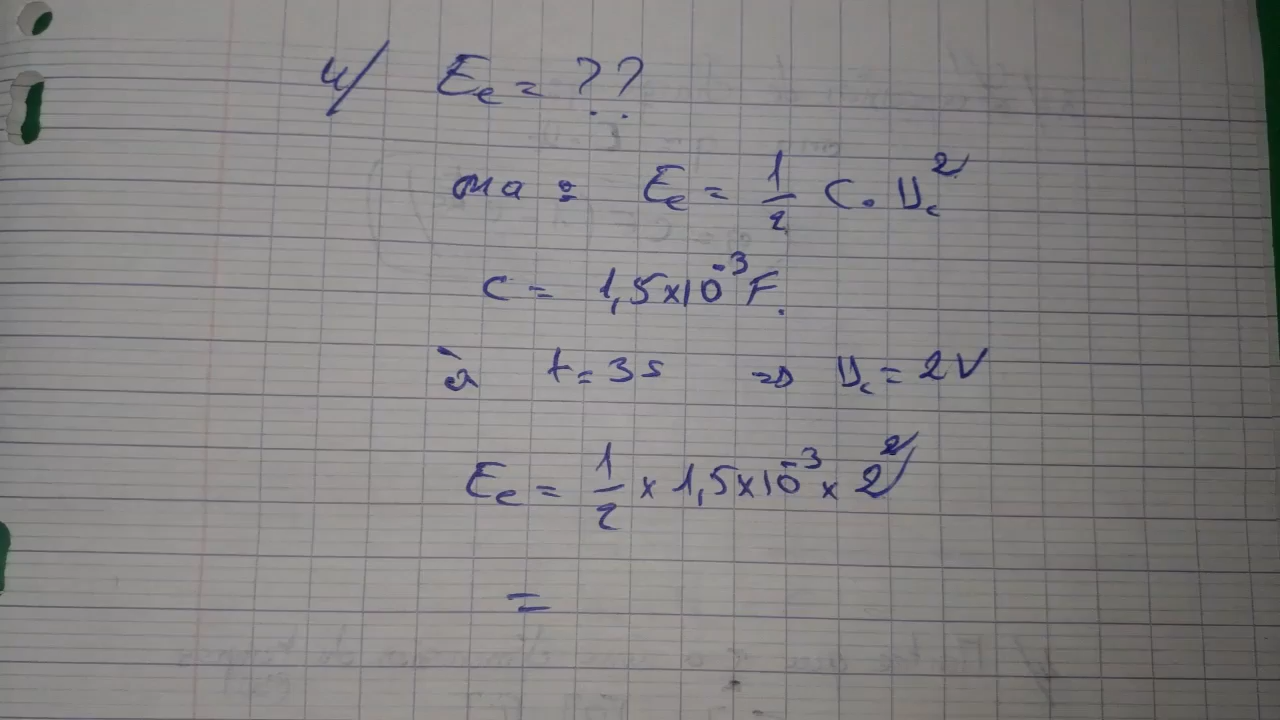 4/ Ee = ??
on a : Ee = 1/2 C. Uc²
C = 1,5x10⁻³ F.
à t = 3s => Uc = 2V
Ee = 1/2 x 1,5x10⁻³ x 2²
=